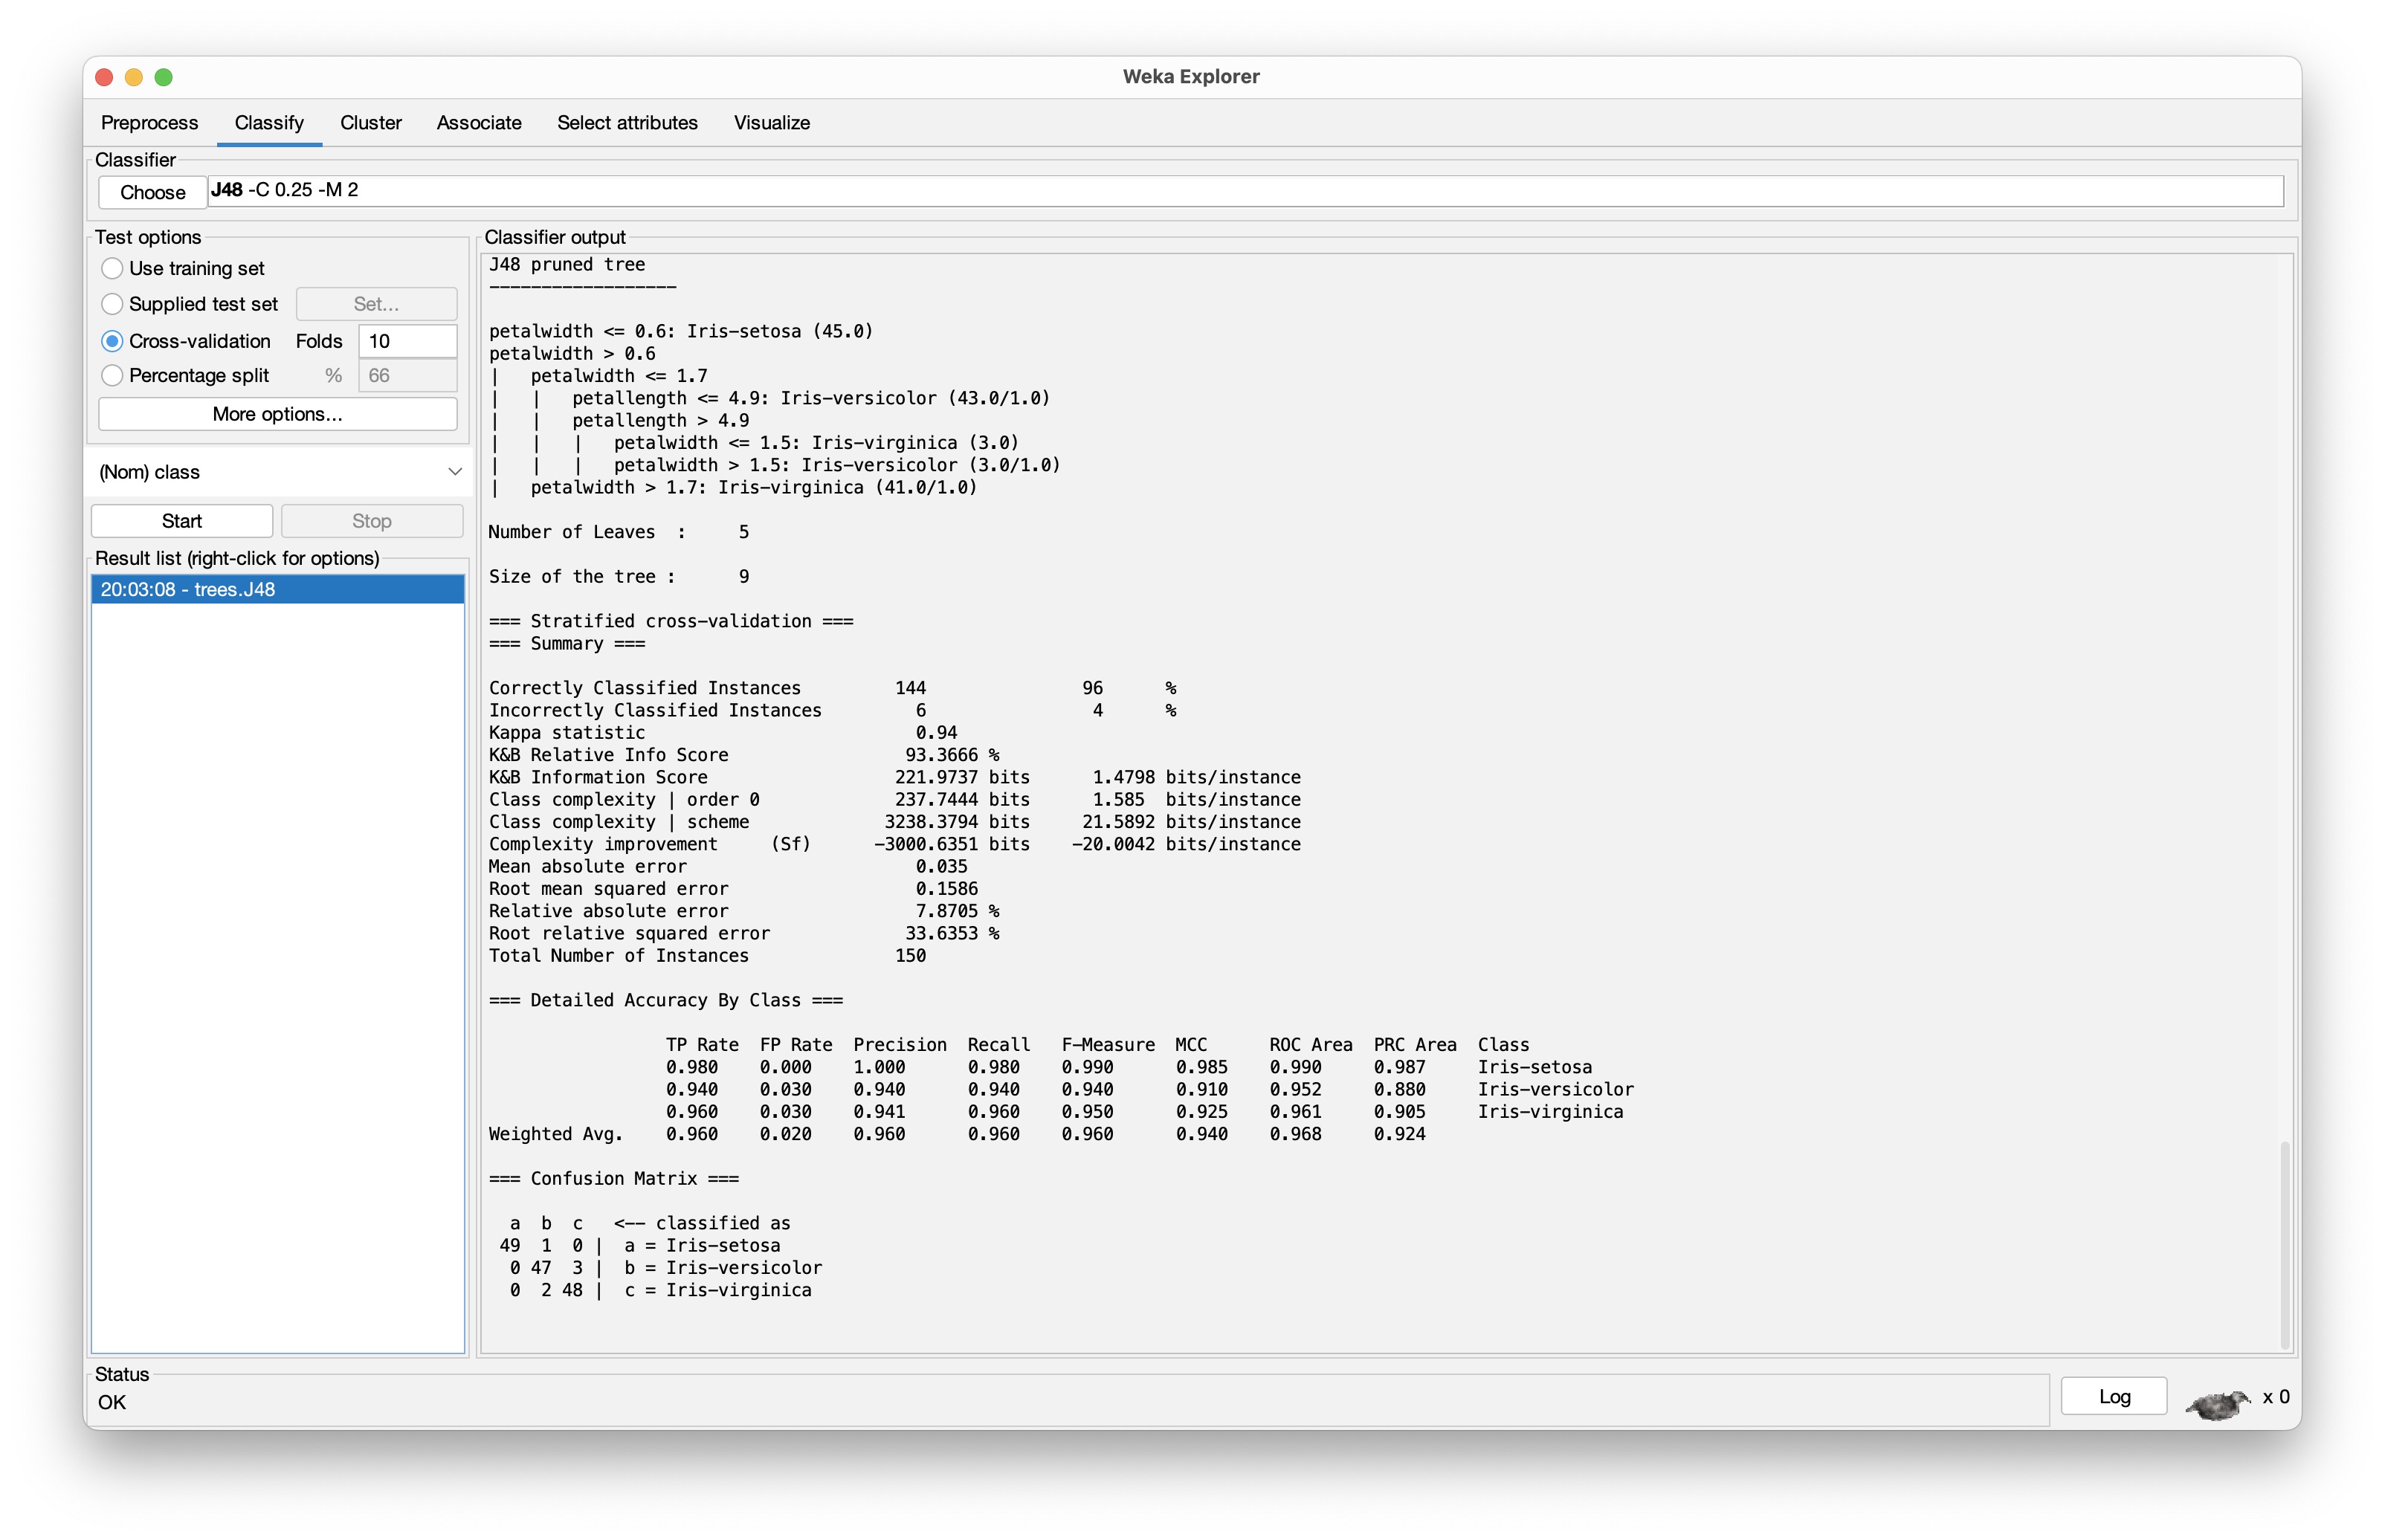 Weka Explorer
Preprocess Classify Cluster Associate Select attributes Visualize
Classifier
Choose J48 -C 0.25 -M 2
Test options
Use training set
Supplied test set Set...
Cross-validation Folds 10
Percentage split % 66
More options...
(Nom) class
Start Stop
Result list (right-click for options)
20:03:08 - trees.J48
Classifier output
J48 pruned tree
------------------
petalwidth <= 0.6: Iris-setosa (45.0)
petalwidth > 0.6
|   petalwidth <= 1.7
|   |   petallength <= 4.9: Iris-versicolor (43.0/1.0)
|   |   petallength > 4.9
|   |   |   petalwidth <= 1.5: Iris-virginica (3.0)
|   |   |   petalwidth > 1.5: Iris-versicolor (3.0/1.0)
|   petalwidth > 1.7: Iris-virginica (41.0/1.0)
Number of Leaves  :     5
Size of the tree :      9
=== Stratified cross-validation ===
=== Summary ===
Correctly Classified Instances         144               96      %
Incorrectly Classified Instances         6                4      %
Kappa statistic                          0.94
K&B Relative Info Score                 93.3666 %
K&B Information Score                  221.9737 bits      1.4798 bits/instance
Class complexity | order 0             237.7444 bits      1.585  bits/instance
Class complexity | scheme             3238.3794 bits     21.5892 bits/instance
Complexity improvement     (Sf)      -3000.6351 bits    -20.0042 bits/instance
Mean absolute error                      0.035
Root mean squared error                  0.1586
Relative absolute error                  7.8705 %
Root relative squared error             33.6353 %
Total Number of Instances              150
=== Detailed Accuracy By Class ===
TP Rate  FP Rate  Precision  Recall   F-Measure  MCC      ROC Area  PRC Area  Class
0.980    0.000    1.000      0.980    0.990      0.985    0.990     0.987     Iris-setosa
0.940    0.030    0.940      0.940    0.940      0.910    0.952     0.880     Iris-versicolor
0.960    0.030    0.941      0.960    0.950      0.925    0.961     0.905     Iris-virginica
Weighted Avg.    0.960    0.020    0.960      0.960    0.960      0.940    0.968     0.924
=== Confusion Matrix ===
a  b  c   <-- classified as
49  1  0 |  a = Iris-setosa
0 47  3 |  b = Iris-versicolor
0  2 48 |  c = Iris-virginica
Status
OK
Log x 0